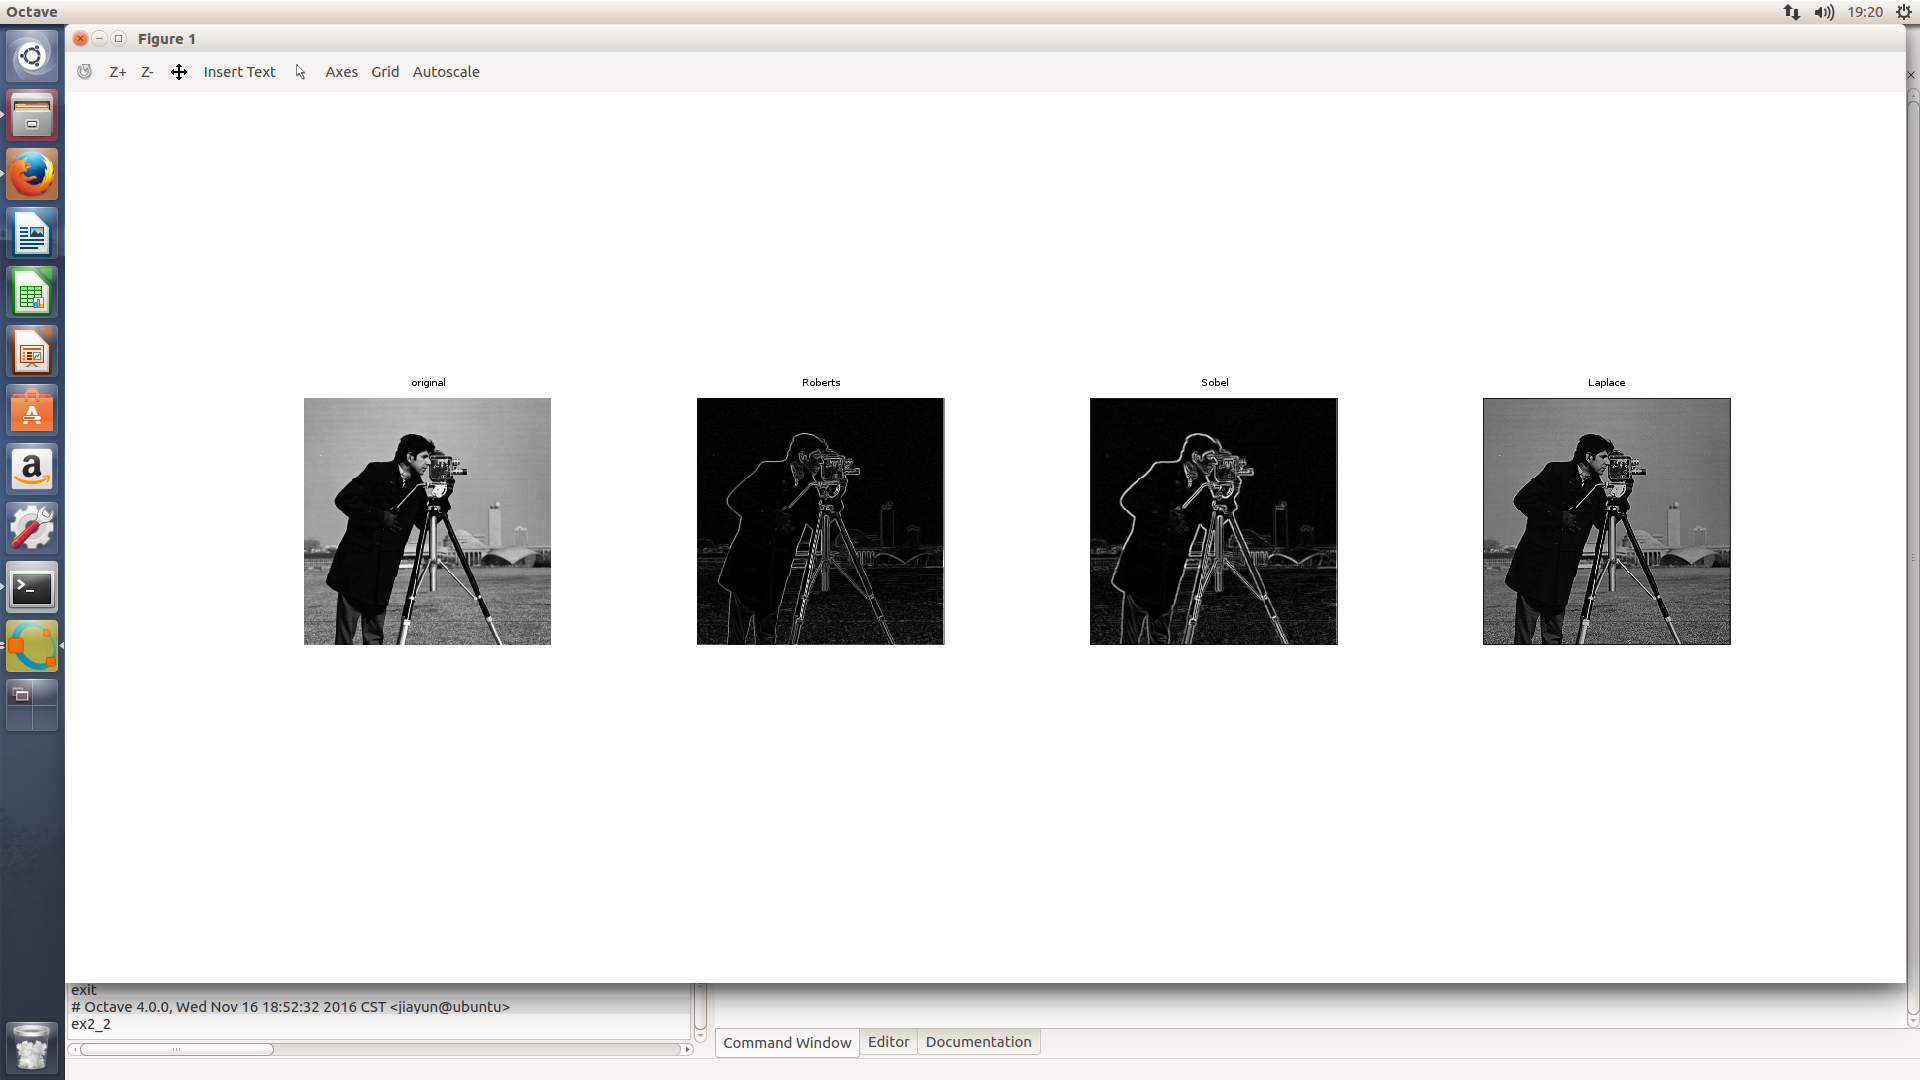 Octave
19:20
Figure 1
Z+ Z- Insert Text Axes Grid Autoscale
original Roberts Sobel Laplace
exit
# Octave 4.0.0, Wed Nov 16 18:52:32 2016 CST <jiayun@ubuntu>
ex2_2
Command Window Editor Documentation